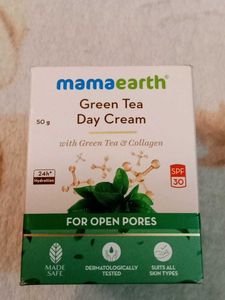 mamaearth®
Green Tea
Day Cream
50 g
with Green Tea & Collagen
24h*
Hydration
SPF
30
FOR OPEN PORES
MADE
SAFE
DERMATOLOGICALLY
TESTED
SUITS ALL
SKIN TYPES